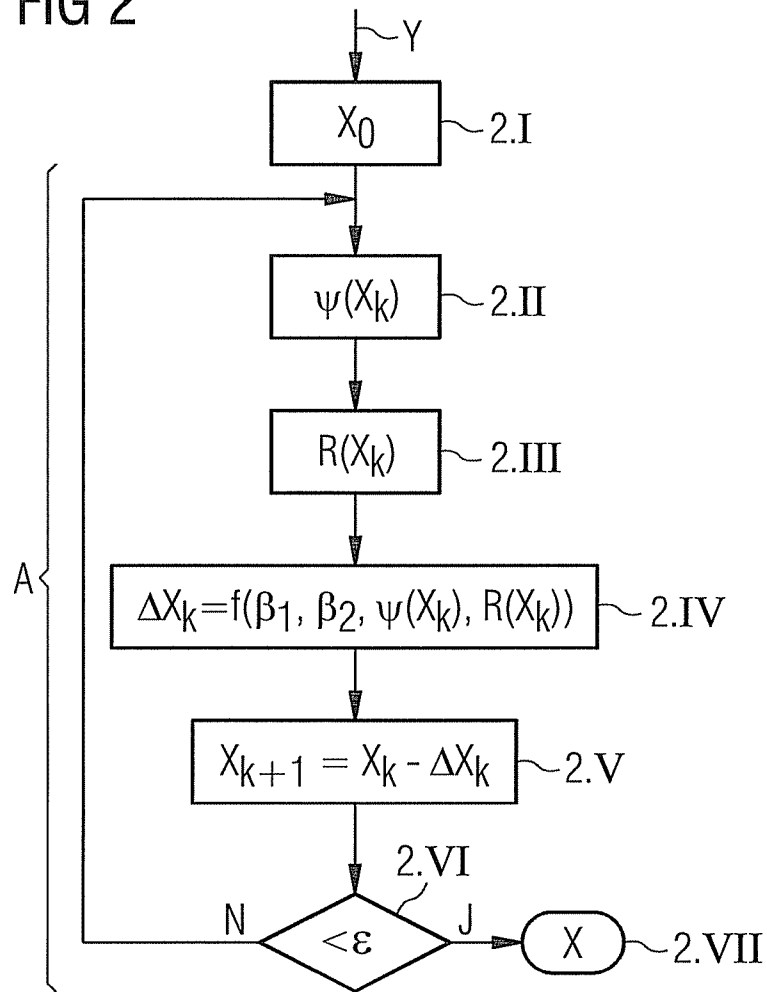 FIG 2
Y
X₀ 2.I
ψ(Xₖ) 2.II
R(Xₖ) 2.III
A
ΔXₖ=f(β₁, β₂, ψ(Xₖ), R(Xₖ)) 2.IV
Xₖ₊₁ = Xₖ - ΔXₖ 2.V
2.VI
N <ε J X 2.VII